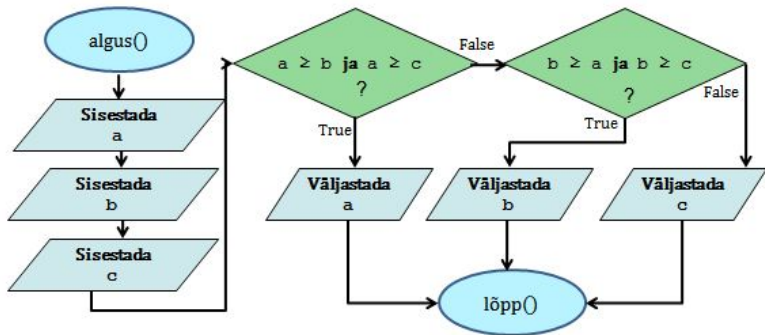 algus()
Sisestada
a
Sisestada
b
Sisestada
c
a ≥ b ja a ≥ c
?
False
True
b ≥ a ja b ≥ c
?
False
True
Väljastada
a
Väljastada
b
Väljastada
c
lõpp()